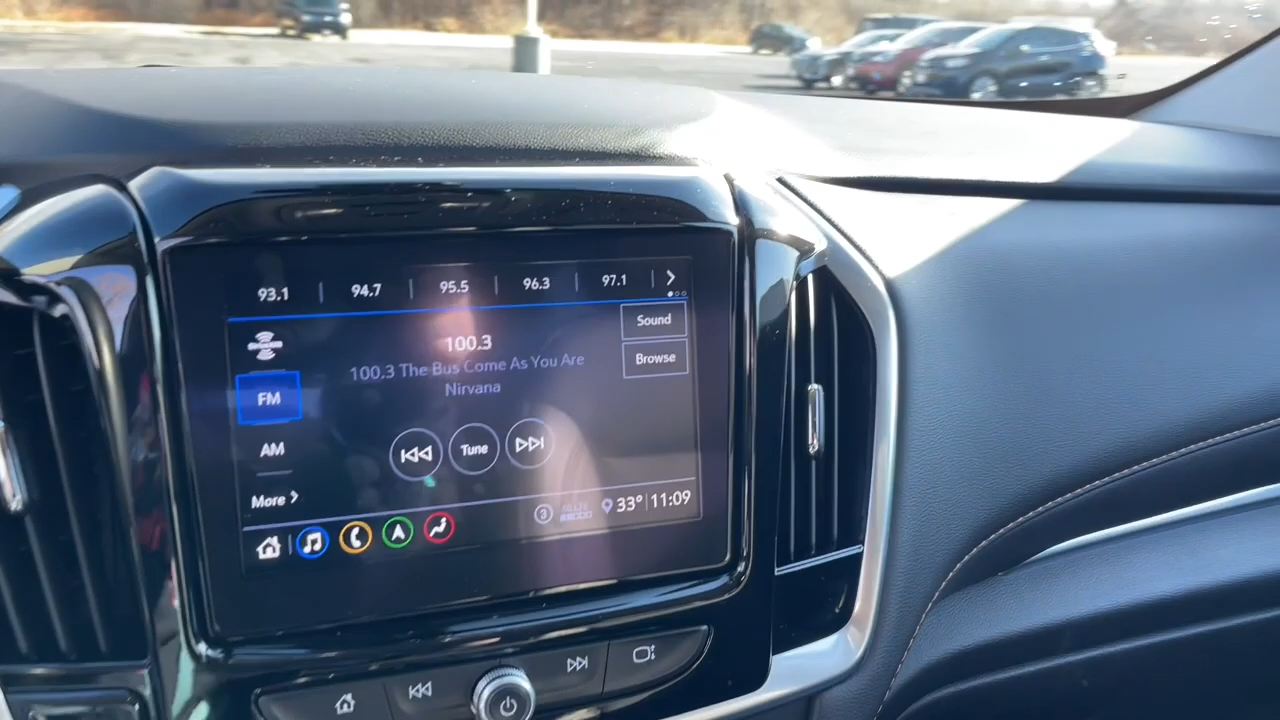 93.1 94.7 95.5 96.3 97.1
Sound
100.3
100.3 The Bus Come As You Are
Nirvana
Browse
FM
AM
Tune
More
3
33° 11:09